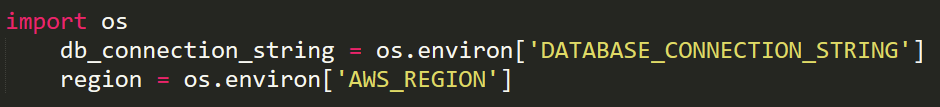 import os
    db_connection_string = os.environ['DATABASE_CONNECTION_STRING']
    region = os.environ['AWS_REGION']